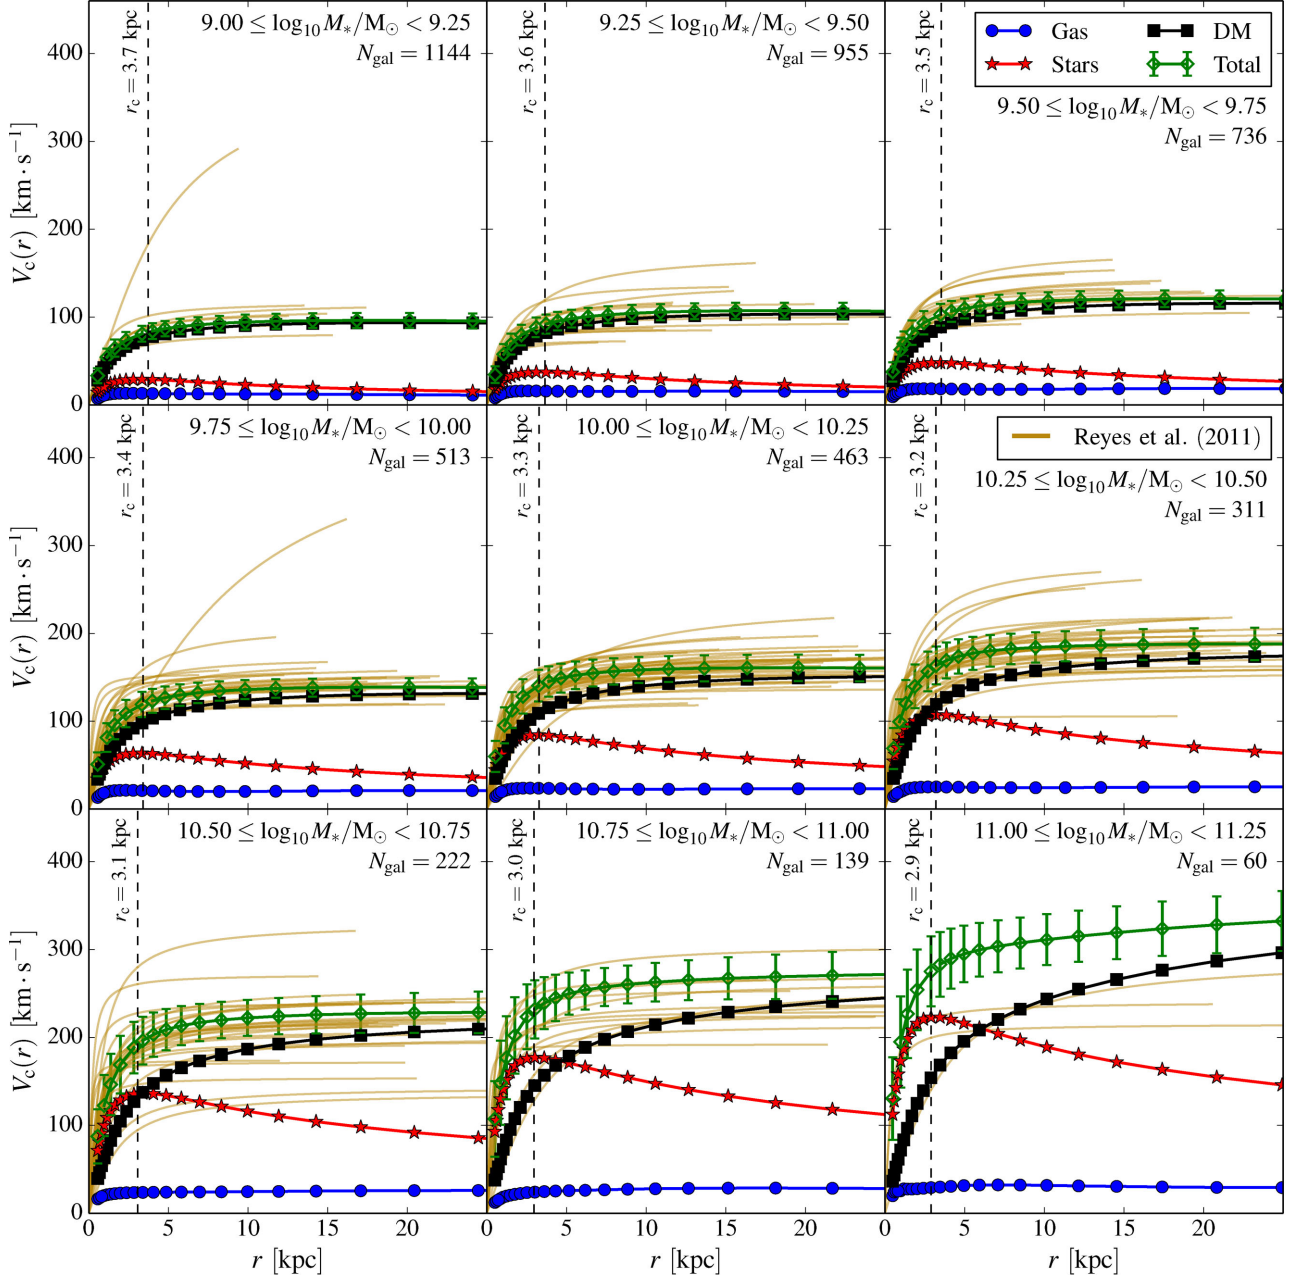 9.00 ≤ log₁₀ M∗/M⊙ < 9.25
N_gal = 1144
r_c = 3.7 kpc
9.25 ≤ log₁₀ M∗/M⊙ < 9.50
N_gal = 955
r_c = 3.6 kpc
Gas
DM
Stars
Total
9.50 ≤ log₁₀ M∗/M⊙ < 9.75
N_gal = 736
r_c = 3.5 kpc
V_c(r) [km · s⁻¹]
400
300
200
100
0
9.75 ≤ log₁₀ M∗/M⊙ < 10.00
N_gal = 513
r_c = 3.4 kpc
10.00 ≤ log₁₀ M∗/M⊙ < 10.25
N_gal = 463
r_c = 3.3 kpc
Reyes et al. (2011)
10.25 ≤ log₁₀ M∗/M⊙ < 10.50
N_gal = 311
r_c = 3.2 kpc
V_c(r) [km · s⁻¹]
400
300
200
100
0
10.50 ≤ log₁₀ M∗/M⊙ < 10.75
N_gal = 222
r_c = 3.1 kpc
10.75 ≤ log₁₀ M∗/M⊙ < 11.00
N_gal = 139
r_c = 3.0 kpc
11.00 ≤ log₁₀ M∗/M⊙ < 11.25
N_gal = 60
r_c = 2.9 kpc
V_c(r) [km · s⁻¹]
400
300
200
100
0
0 5 10 15 20
0 5 10 15 20
0 5 10 15 20 25
r [kpc]
r [kpc]
r [kpc]